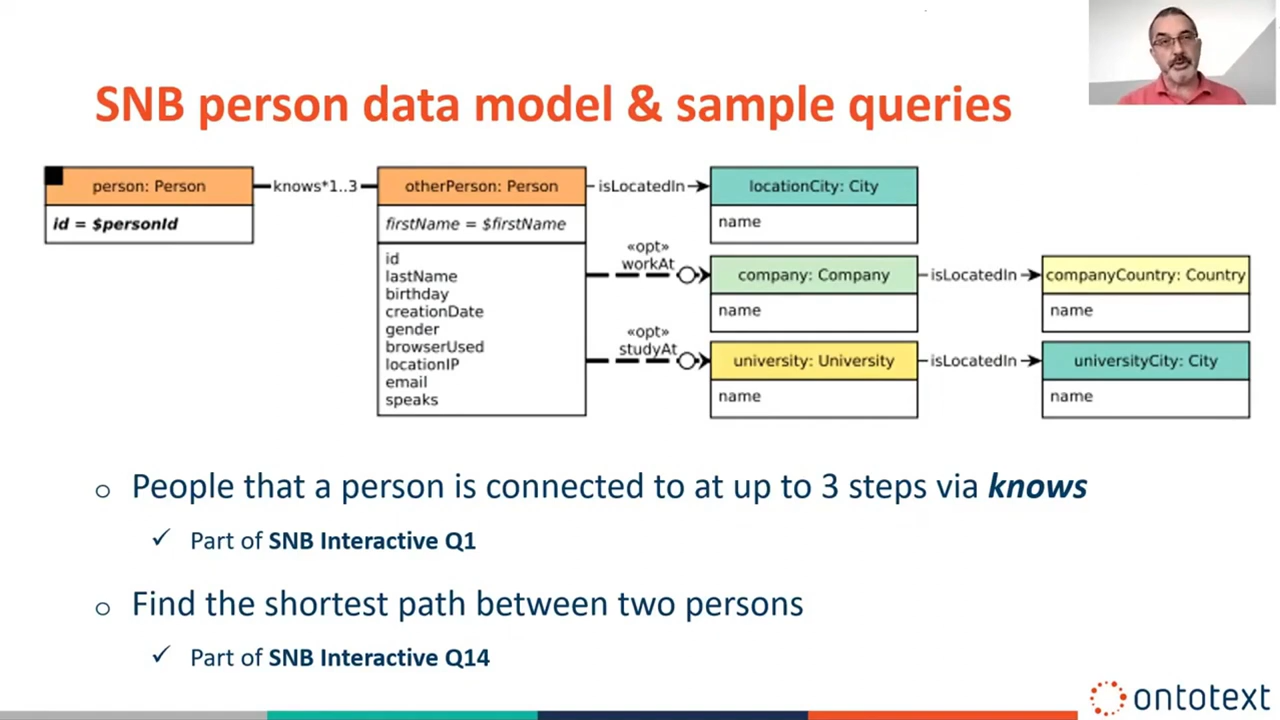 SNB person data model & sample queries
person: Person
id = $personId
knows*1..3
otherPerson: Person
firstName = $firstName
id
lastName
birthday
creationDate
gender
browserUsed
locationIP
email
speaks
isLocatedIn
locationCity: City
name
«opt»
workAt
company: Company
name
isLocatedIn
companyCountry: Country
name
«opt»
studyAt
university: University
name
isLocatedIn
universityCity: City
name
o People that a person is connected to at up to 3 steps via knows
✓ Part of SNB Interactive Q1
o Find the shortest path between two persons
✓ Part of SNB Interactive Q14
ontotext